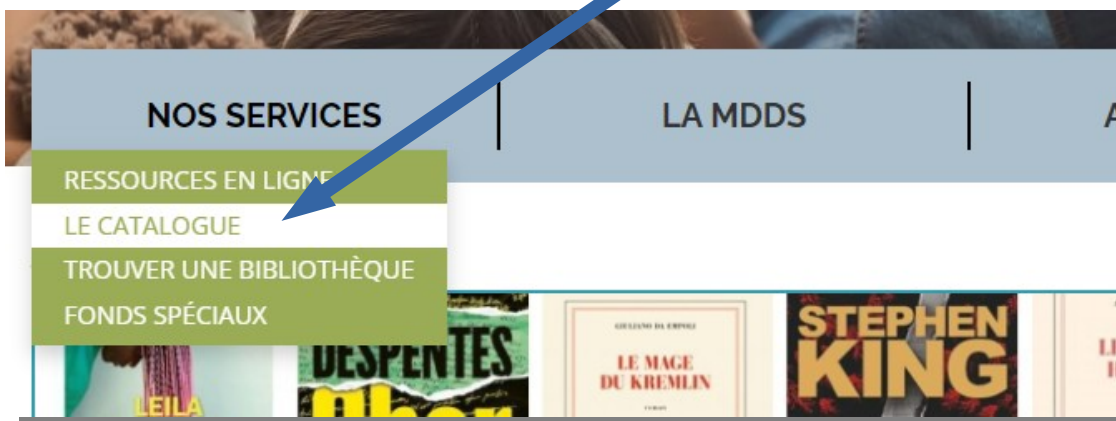 NOS SERVICES
LA MDDS
A
RESSOURCES EN LIGNE
LE CATALOGUE
TROUVER UNE BIBLIOTHÈQUE
FONDS SPÉCIAUX
LEILA
DESPENTES
GIULIANO DA EMPOLI
LE MAGE
DU KREMLIN
roman
STEPHEN
KING